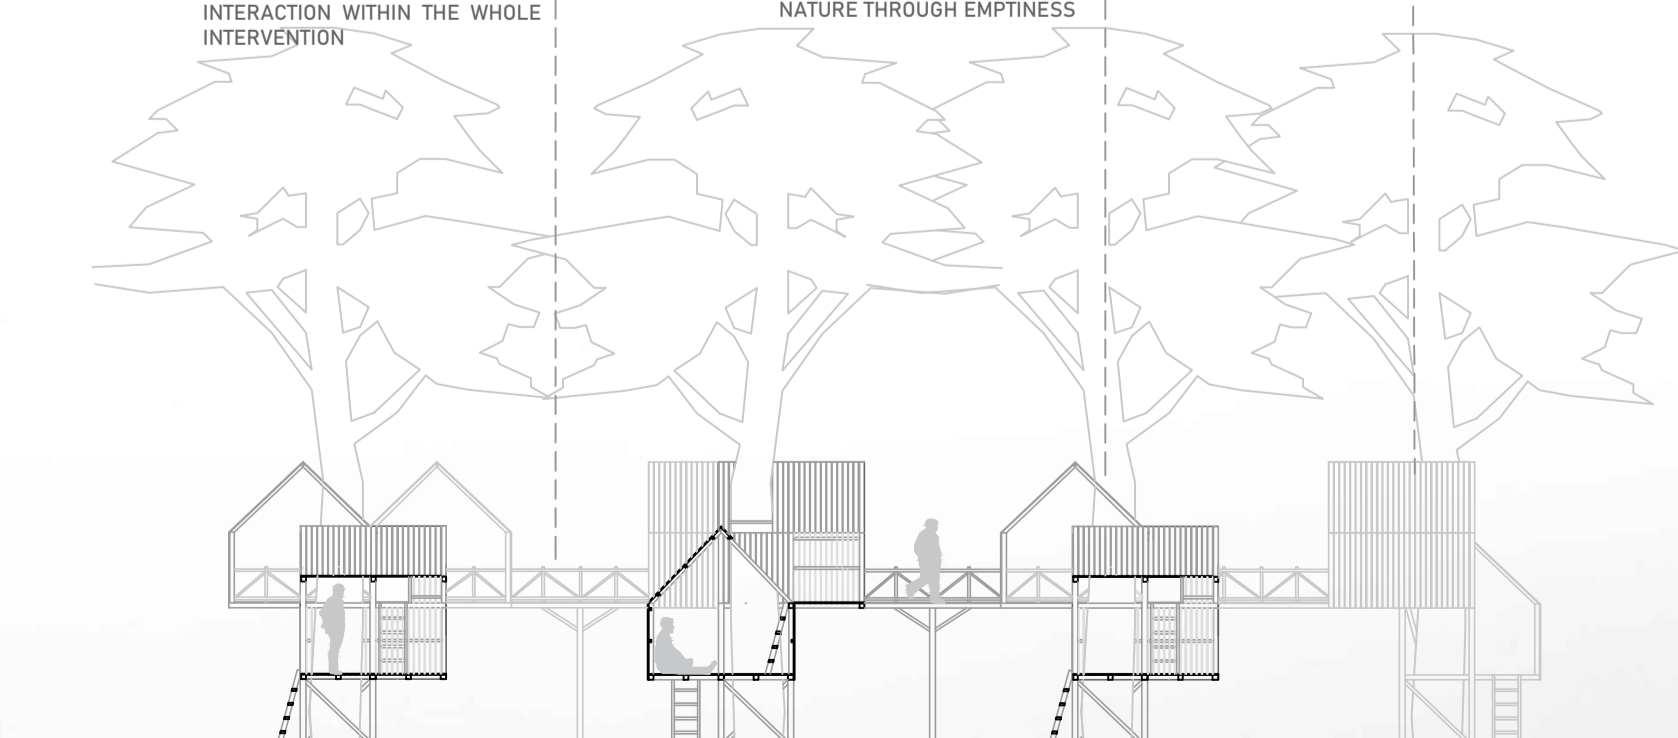 INTERACTION WITHIN THE WHOLE
INTERVENTION
NATURE THROUGH EMPTINESS